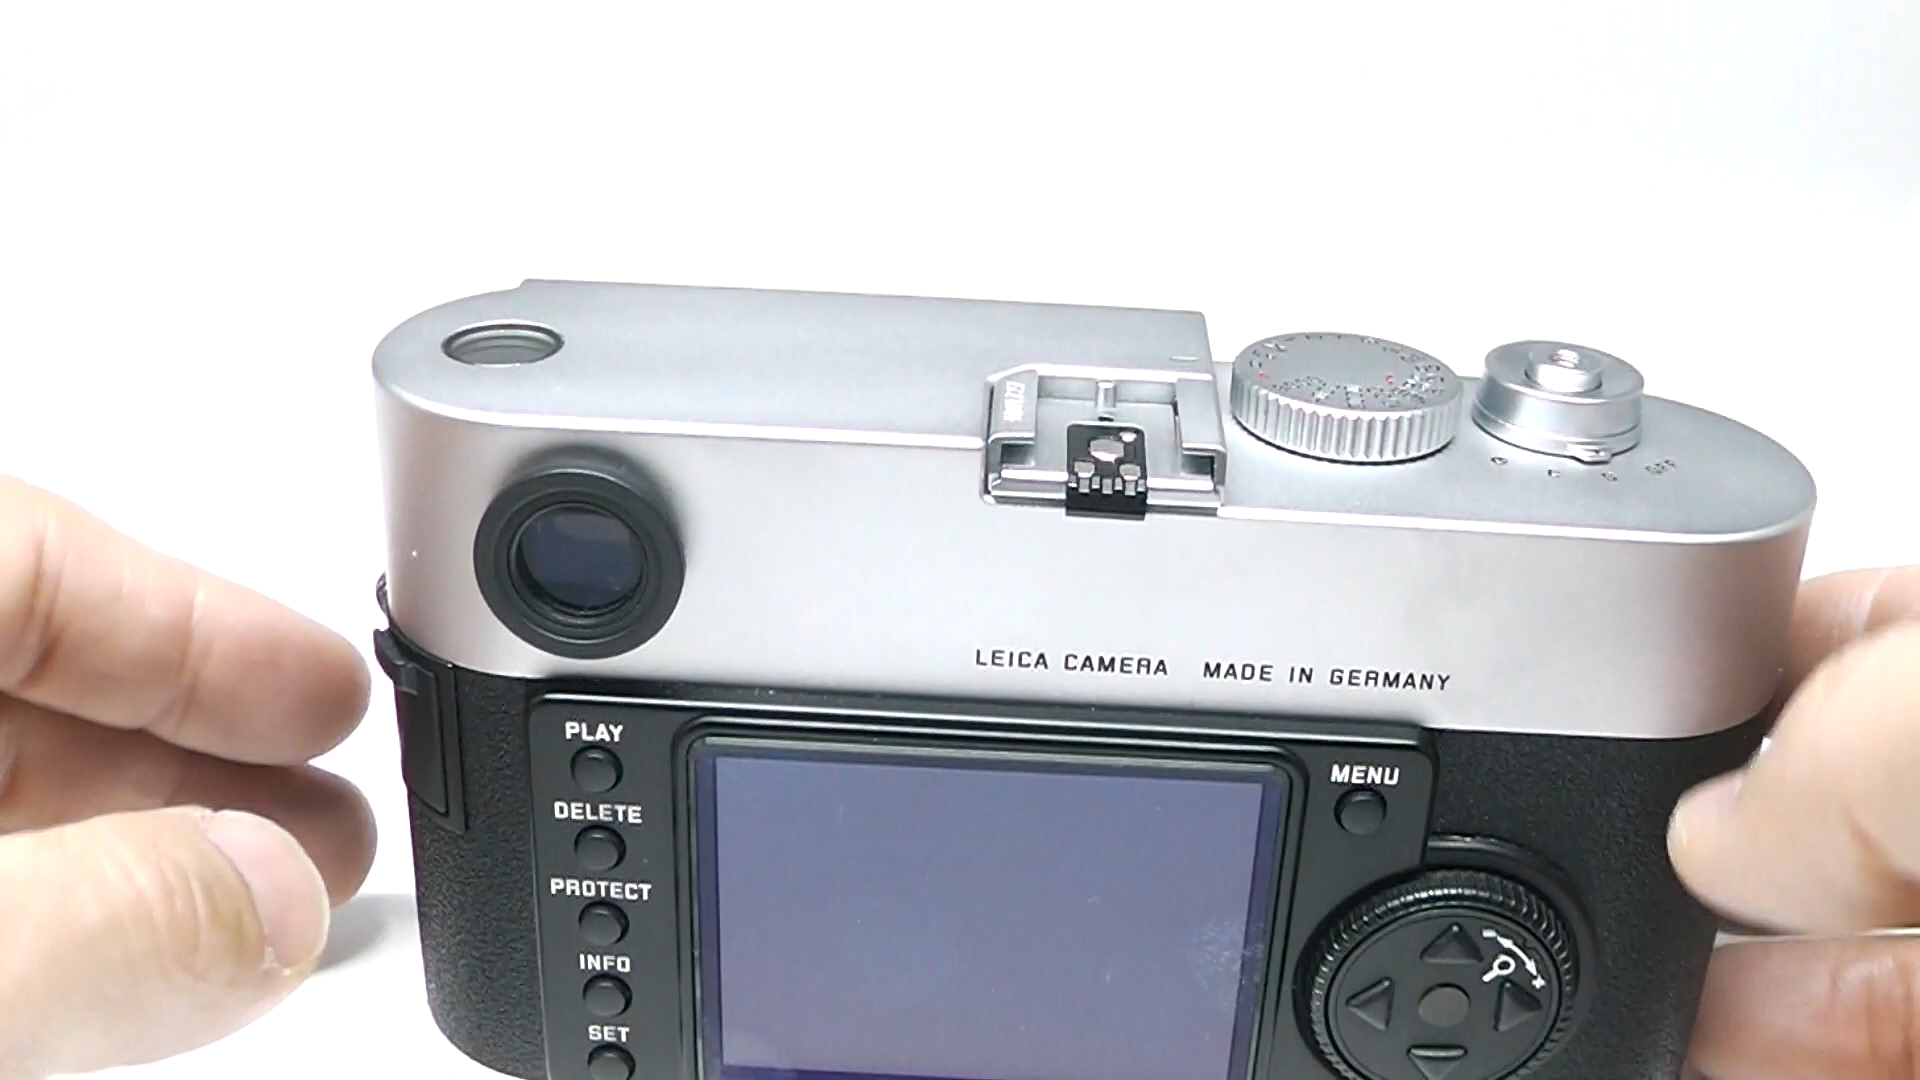 LEICA CAMERA MADE IN GERMANY
PLAY
MENU
DELETE
PROTECT
INFO
SET